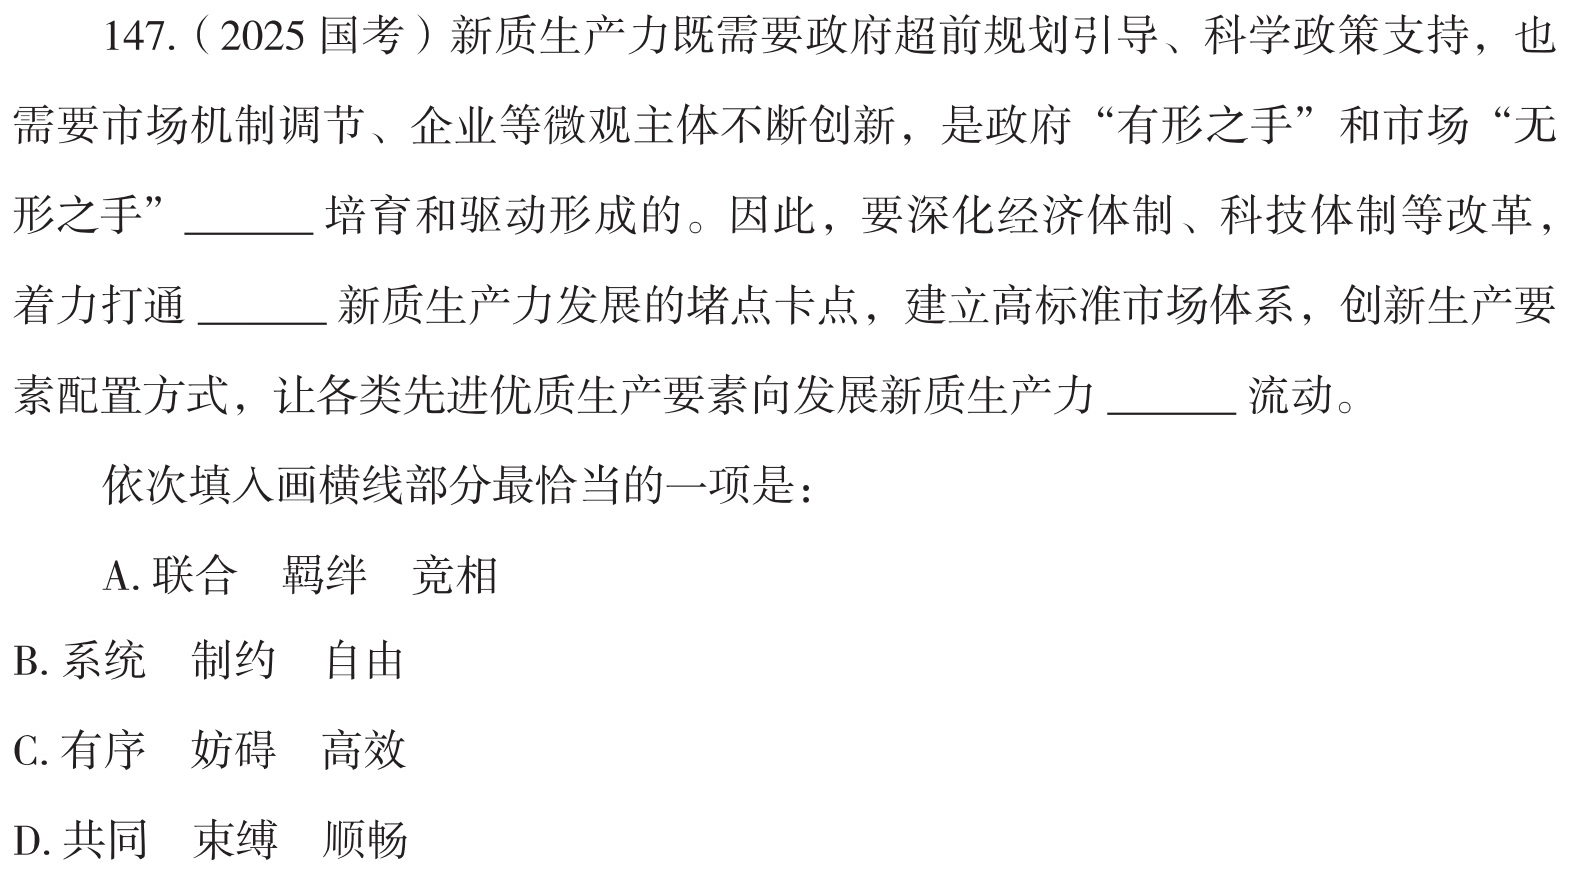 147.（2025 国考）新质生产力既需要政府超前规划引导、科学政策支持，也
需要市场机制调节、企业等微观主体不断创新，是政府“有形之手”和市场“无
形之手”______培育和驱动形成的。因此，要深化经济体制、科技体制等改革，
着力打通______新质生产力发展的堵点卡点，建立高标准市场体系，创新生产要
素配置方式，让各类先进优质生产要素向发展新质生产力______流动。
依次填入画横线部分最恰当的一项是：
A. 联合　羁绊　竞相
B. 系统　制约　自由
C. 有序　妨碍　高效
D. 共同　束缚　顺畅